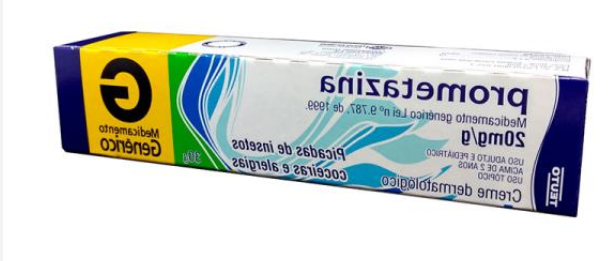 prometazina
Medicamento genérico Lei nº 9.787, de 1999.
20mg/g
USO ADULTO E PEDIÁTRICO
ACIMA DE 2 ANOS
USO TÓPICO
Creme dermatológico
TEUTO
Picadas de insetos
coceiras e alergias
30g
G
Medicamento
Genérico